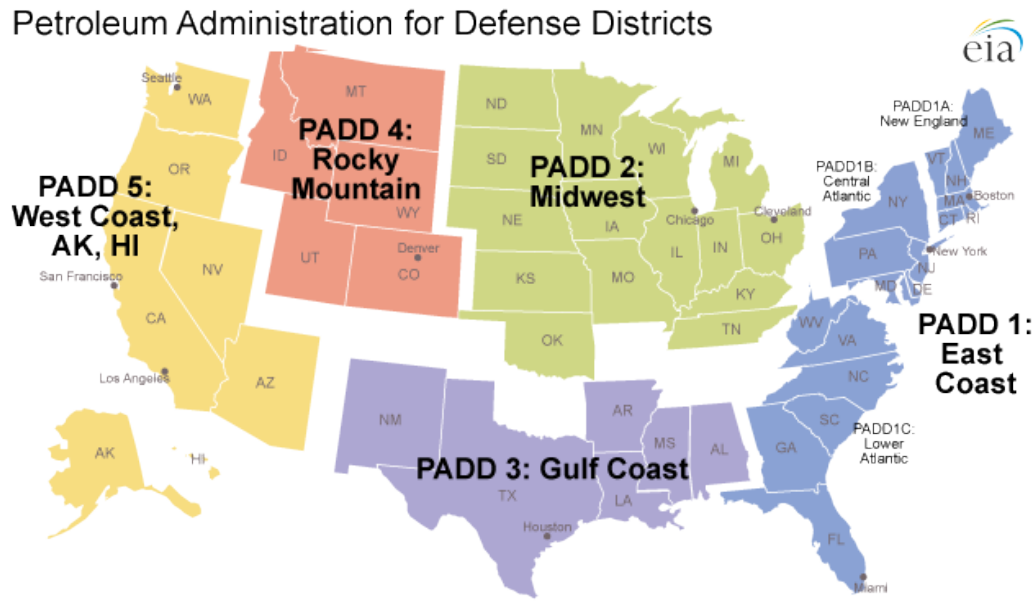 Petroleum Administration for Defense Districts
eia
Seattle
WA
OR
PADD 5:
West Coast,
AK, HI
San Francisco
NV
CA
Los Angeles
AZ
AK
HI
MT
PADD 4:
Rocky
Mountain
ID
WY
UT
Denver
CO
ND
MN
SD
WI
MI
PADD 2:
Midwest
NE
IA
Chicago
Cleveland
IL
IN
OH
KS
MO
KY
OK
TN
NM
AR
MS
AL
PADD 3: Gulf Coast
TX
LA
Houston
PADD1A:
New England
ME
VT
NH
PADD1B:
Central
Atlantic
NY
MA
Boston
CT
RI
New York
PA
NJ
MD
DE
PADD 1:
East
Coast
WV
VA
NC
SC
PADD1C:
Lower
Atlantic
GA
FL
Miami